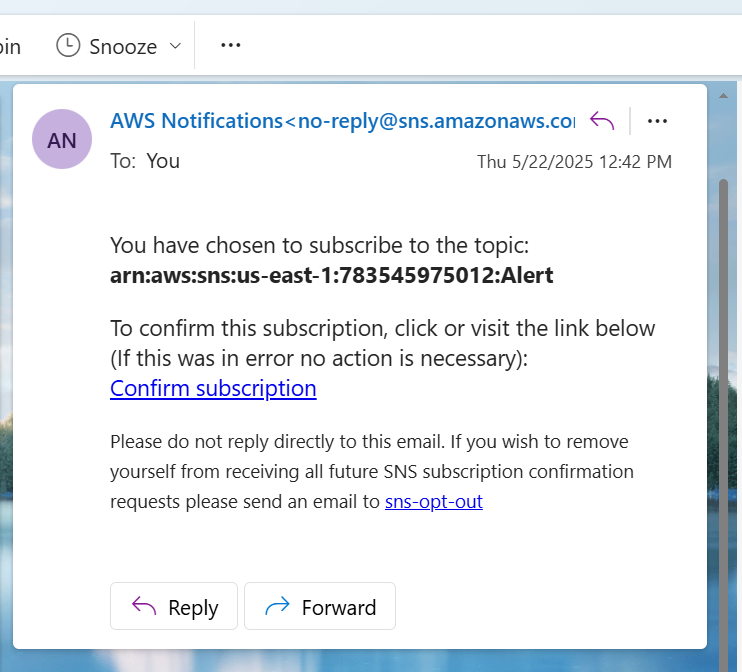 Snooze
AN
AWS Notifications<no-reply@sns.amazonaws.co
To: You
Thu 5/22/2025 12:42 PM
You have chosen to subscribe to the topic:
arn:aws:sns:us-east-1:783545975012:Alert
To confirm this subscription, click or visit the link below
(If this was in error no action is necessary):
Confirm subscription
Please do not reply directly to this email. If you wish to remove
yourself from receiving all future SNS subscription confirmation
requests please send an email to sns-opt-out
Reply
Forward